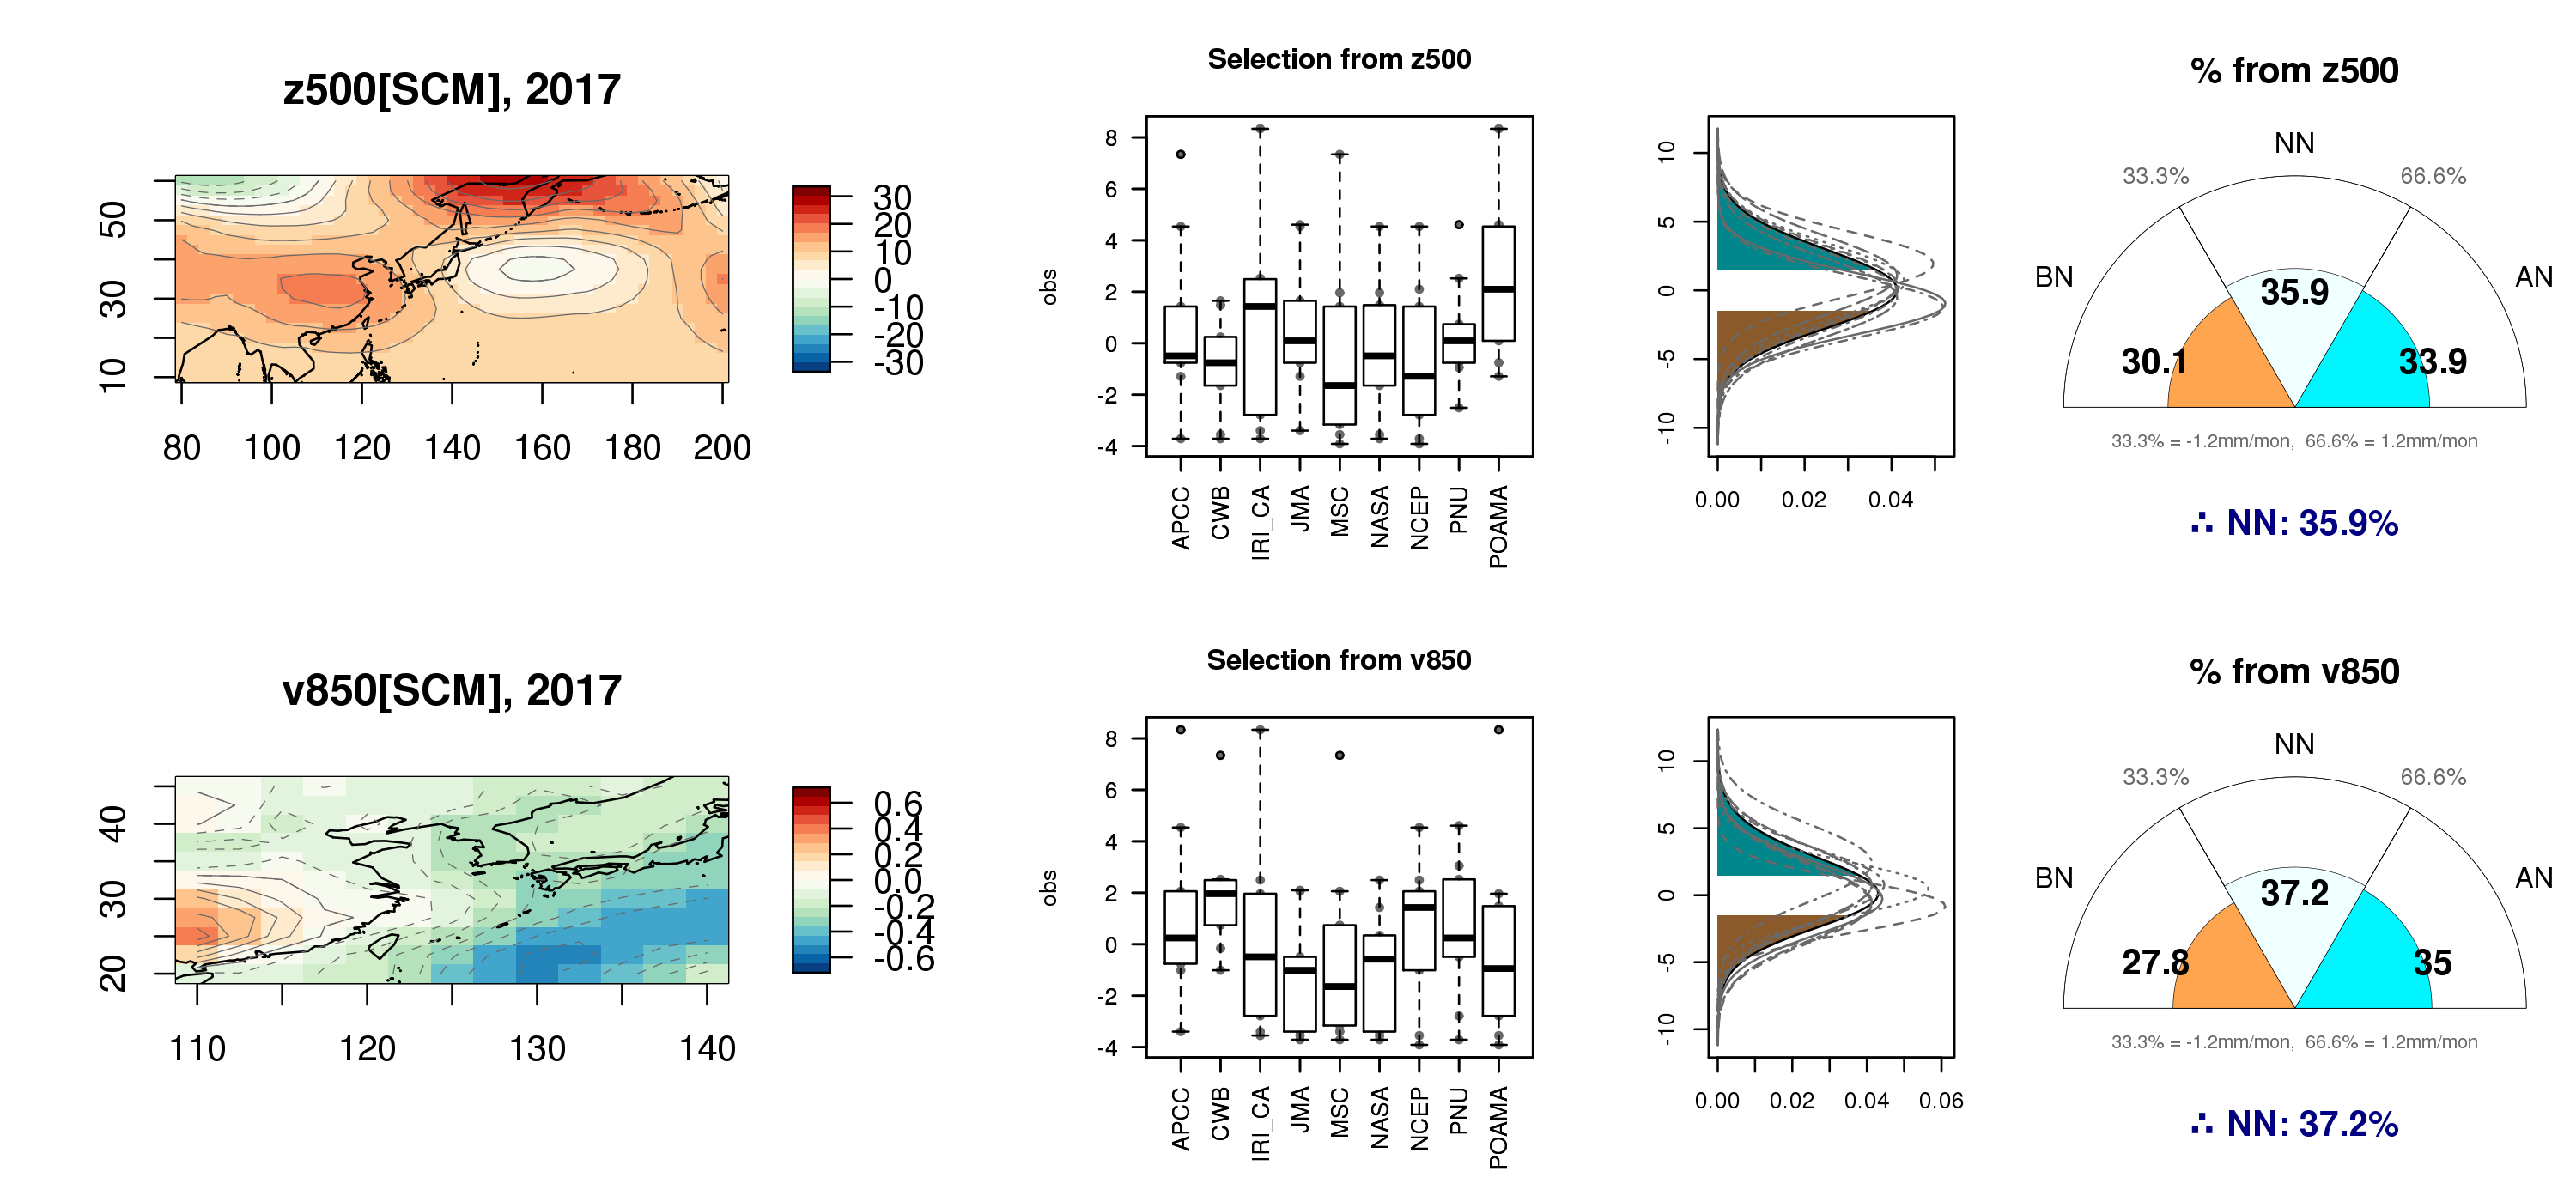 z500[SCM], 2017
50
30
10
80 100 120 140 160 180 200
30
20
10
0
-10
-20
-30
Selection from z500
obs
8
6
4
2
0
-2
-4
APCC CWB IRI_CA JMA MSC NASA NCEP PNU POAMA
10
5
0
-5
-10
0.00 0.02 0.04
% from z500
NN
33.3% 66.6%
BN AN
35.9
30.1 33.9
33.3% = -1.2mm/mon, 66.6% = 1.2mm/mon
∴ NN: 35.9%
v850[SCM], 2017
40
30
20
110 120 130 140
0.6
0.4
0.2
0.0
-0.2
-0.4
-0.6
Selection from v850
obs
8
6
4
2
0
-2
-4
APCC CWB IRI_CA JMA MSC NASA NCEP PNU POAMA
10
5
0
-5
-10
0.00 0.02 0.04 0.06
% from v850
NN
33.3% 66.6%
BN AN
37.2
27.8 35
33.3% = -1.2mm/mon, 66.6% = 1.2mm/mon
∴ NN: 37.2%